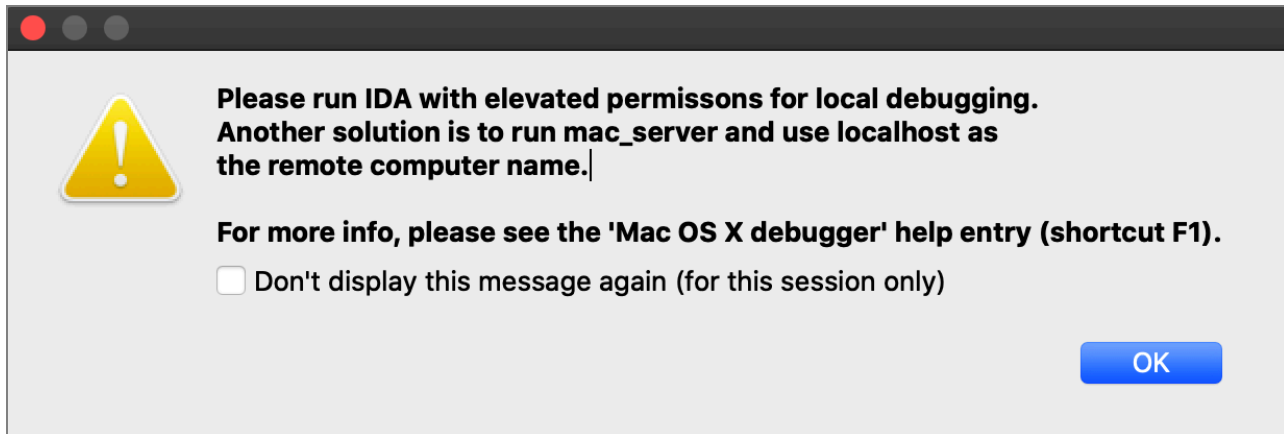 Please run IDA with elevated permissons for local debugging.
Another solution is to run mac_server and use localhost as
the remote computer name.
For more info, please see the 'Mac OS X debugger' help entry (shortcut F1).
Don't display this message again (for this session only)
OK